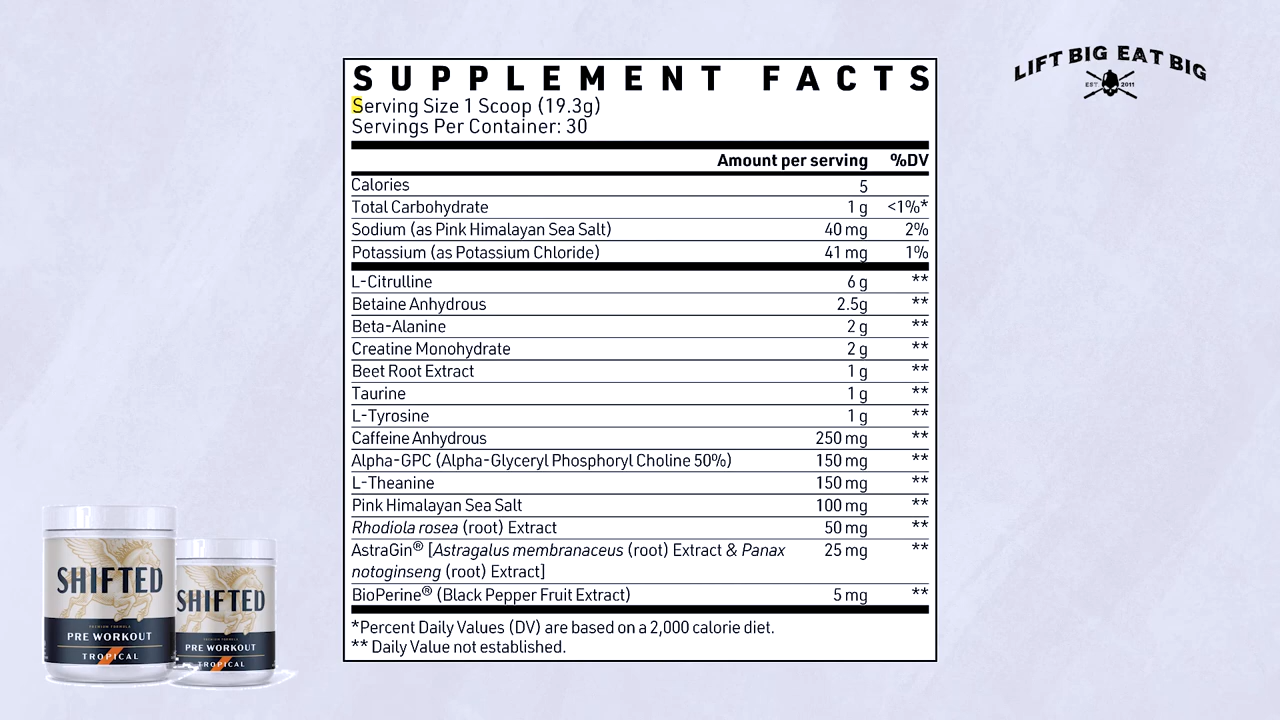 LIFT BIG EAT BIG
EST 2011
SUPPLEMENT FACTS
Serving Size 1 Scoop (19.3g)
Servings Per Container: 30
Amount per serving %DV
Calories 5
Total Carbohydrate 1 g <1%*
Sodium (as Pink Himalayan Sea Salt) 40 mg 2%
Potassium (as Potassium Chloride) 41 mg 1%
L-Citrulline 6 g **
Betaine Anhydrous 2.5g **
Beta-Alanine 2 g **
Creatine Monohydrate 2 g **
Beet Root Extract 1 g **
Taurine 1 g **
L-Tyrosine 1 g **
Caffeine Anhydrous 250 mg **
Alpha-GPC (Alpha-Glyceryl Phosphoryl Choline 50%) 150 mg **
L-Theanine 150 mg **
Pink Himalayan Sea Salt 100 mg **
Rhodiola rosea (root) Extract 50 mg **
AstraGin® [Astragalus membranaceus (root) Extract & Panax 25 mg **
notoginseng (root) Extract]
BioPerine® (Black Pepper Fruit Extract) 5 mg **
*Percent Daily Values (DV) are based on a 2,000 calorie diet.
** Daily Value not established.
SHIFTED
PREMIUM FORMULA
PRE WORKOUT
TROPICAL
SHIFTED
PREMIUM FORMULA
PRE WORKOUT
TROPICAL